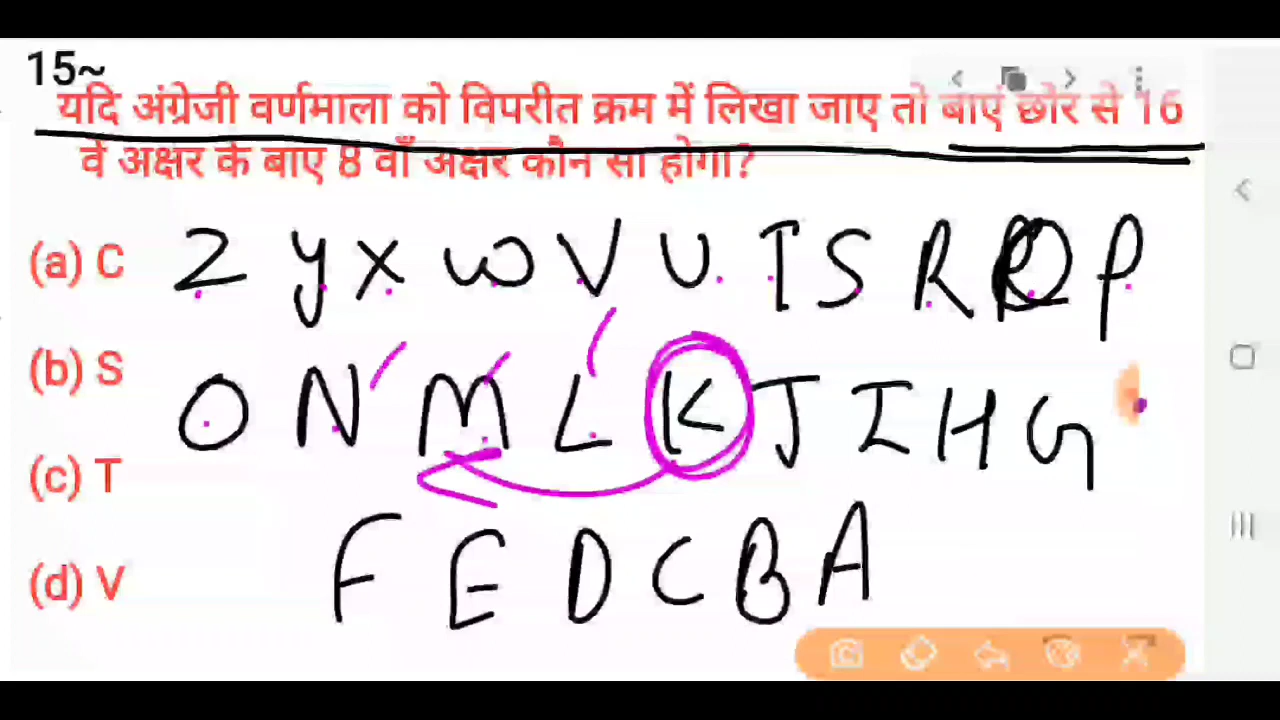 15~
यदि अंग्रेजी वर्णमाला को विपरीत क्रम में लिखा जाए तो बाएं छोर से 16
वें अक्षर के बाए 8 वाँ अक्षर कौन सा होगा?
(a) C
Z Y X W V U T S R Q P
(b) S
O N M L K J I H G
(c) T
F E D C B A
(d) V